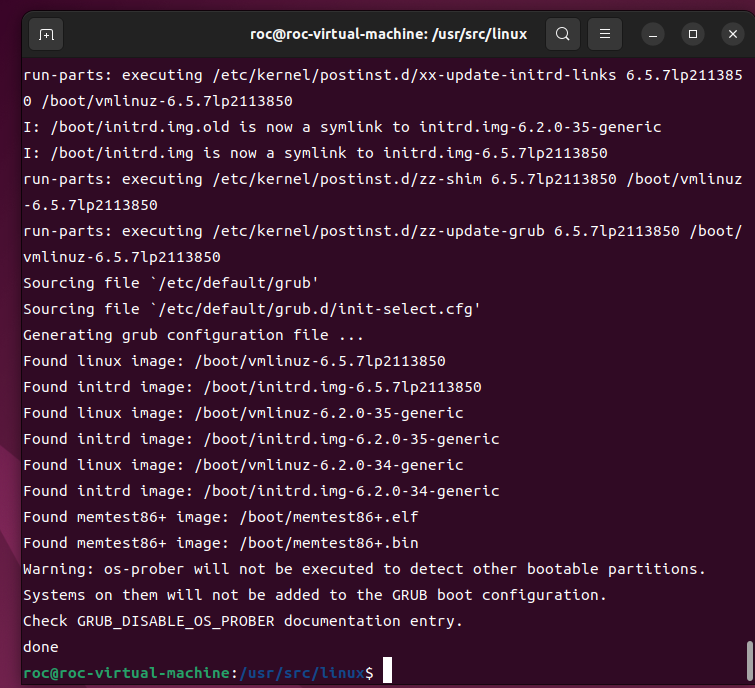 roc@roc-virtual-machine: /usr/src/linux
run-parts: executing /etc/kernel/postinst.d/xx-update-initrd-links 6.5.7lp211385
0 /boot/vmlinuz-6.5.7lp2113850
I: /boot/initrd.img.old is now a symlink to initrd.img-6.2.0-35-generic
I: /boot/initrd.img is now a symlink to initrd.img-6.5.7lp2113850
run-parts: executing /etc/kernel/postinst.d/zz-shim 6.5.7lp2113850 /boot/vmlinuz
-6.5.7lp2113850
run-parts: executing /etc/kernel/postinst.d/zz-update-grub 6.5.7lp2113850 /boot/
vmlinuz-6.5.7lp2113850
Sourcing file `/etc/default/grub'
Sourcing file `/etc/default/grub.d/init-select.cfg'
Generating grub configuration file ...
Found linux image: /boot/vmlinuz-6.5.7lp2113850
Found initrd image: /boot/initrd.img-6.5.7lp2113850
Found linux image: /boot/vmlinuz-6.2.0-35-generic
Found initrd image: /boot/initrd.img-6.2.0-35-generic
Found linux image: /boot/vmlinuz-6.2.0-34-generic
Found initrd image: /boot/initrd.img-6.2.0-34-generic
Found memtest86+ image: /boot/memtest86+.elf
Found memtest86+ image: /boot/memtest86+.bin
Warning: os-prober will not be executed to detect other bootable partitions.
Systems on them will not be added to the GRUB boot configuration.
Check GRUB_DISABLE_OS_PROBER documentation entry.
done
roc@roc-virtual-machine:/usr/src/linux$